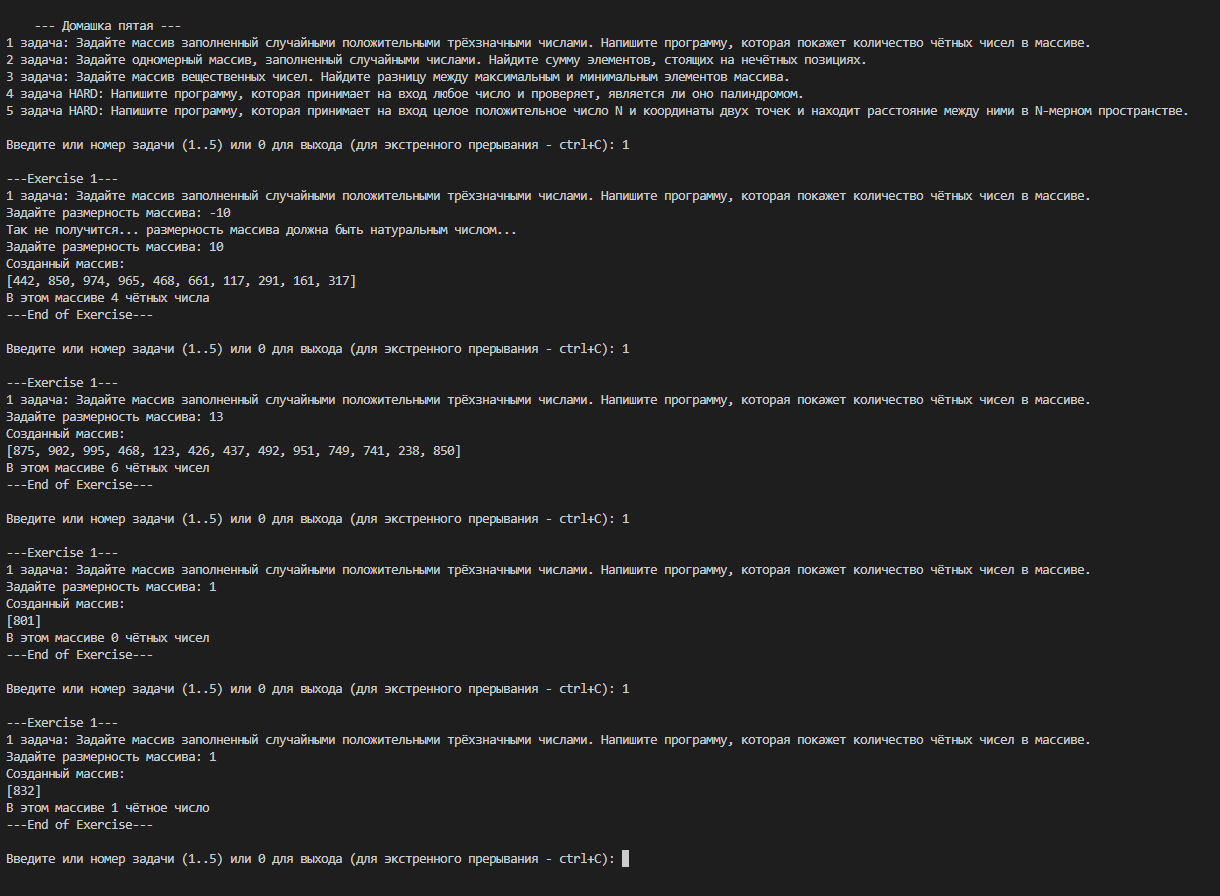 --- Домашка пятая ---
1 задача: Задайте массив заполненный случайными положительными трёхзначными числами. Напишите программу, которая покажет количество чётных чисел в массиве.
2 задача: Задайте одномерный массив, заполненный случайными числами. Найдите сумму элементов, стоящих на нечётных позициях.
3 задача: Задайте массив вещественных чисел. Найдите разницу между максимальным и минимальным элементов массива.
4 задача HARD: Напишите программу, которая принимает на вход любое число и проверяет, является ли оно палиндромом.
5 задача HARD: Напишите программу, которая принимает на вход целое положительное число N и координаты двух точек и находит расстояние между ними в N-мерном пространстве.
Введите или номер задачи (1..5) или 0 для выхода (для экстренного прерывания - ctrl+C): 1
---Exercise 1---
1 задача: Задайте массив заполненный случайными положительными трёхзначными числами. Напишите программу, которая покажет количество чётных чисел в массиве.
Задайте размерность массива: -10
Так не получится... размерность массива должна быть натуральным числом...
Задайте размерность массива: 10
Созданный массив:
[442, 850, 974, 965, 468, 661, 117, 291, 161, 317]
В этом массиве 4 чётных числа
---End of Exercise---
Введите или номер задачи (1..5) или 0 для выхода (для экстренного прерывания - ctrl+C): 1
---Exercise 1---
1 задача: Задайте массив заполненный случайными положительными трёхзначными числами. Напишите программу, которая покажет количество чётных чисел в массиве.
Задайте размерность массива: 13
Созданный массив:
[875, 902, 995, 468, 123, 426, 437, 492, 951, 749, 741, 238, 850]
В этом массиве 6 чётных чисел
---End of Exercise---
Введите или номер задачи (1..5) или 0 для выхода (для экстренного прерывания - ctrl+C): 1
---Exercise 1---
1 задача: Задайте массив заполненный случайными положительными трёхзначными числами. Напишите программу, которая покажет количество чётных чисел в массиве.
Задайте размерность массива: 1
Созданный массив:
[801]
В этом массиве 0 чётных чисел
---End of Exercise---
Введите или номер задачи (1..5) или 0 для выхода (для экстренного прерывания - ctrl+C): 1
---Exercise 1---
1 задача: Задайте массив заполненный случайными положительными трёхзначными числами. Напишите программу, которая покажет количество чётных чисел в массиве.
Задайте размерность массива: 1
Созданный массив:
[832]
В этом массиве 1 чётное число
---End of Exercise---
Введите или номер задачи (1..5) или 0 для выхода (для экстренного прерывания - ctrl+C):